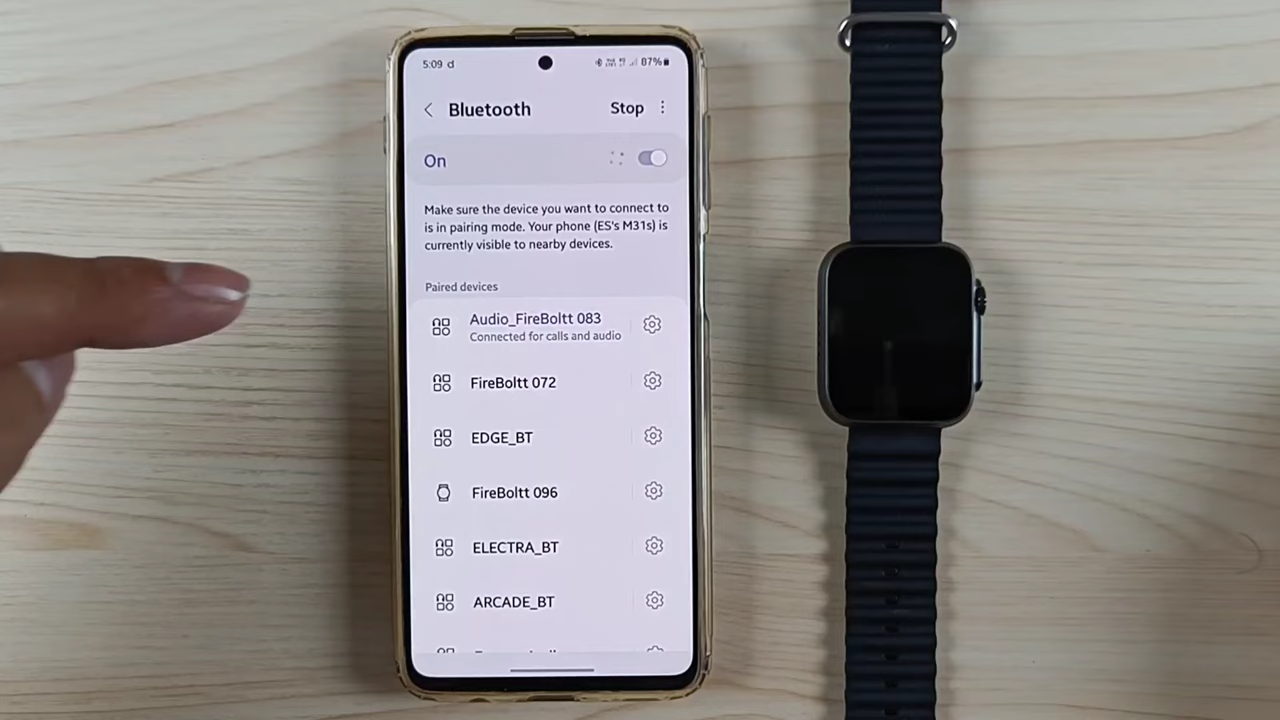 5:09
87%
Bluetooth
Stop
On
Make sure the device you want to connect to
is in pairing mode. Your phone (ES's M31s) is
currently visible to nearby devices.
Paired devices
Audio_FireBoltt 083
Connected for calls and audio
FireBoltt 072
EDGE_BT
FireBoltt 096
ELECTRA_BT
ARCADE_BT